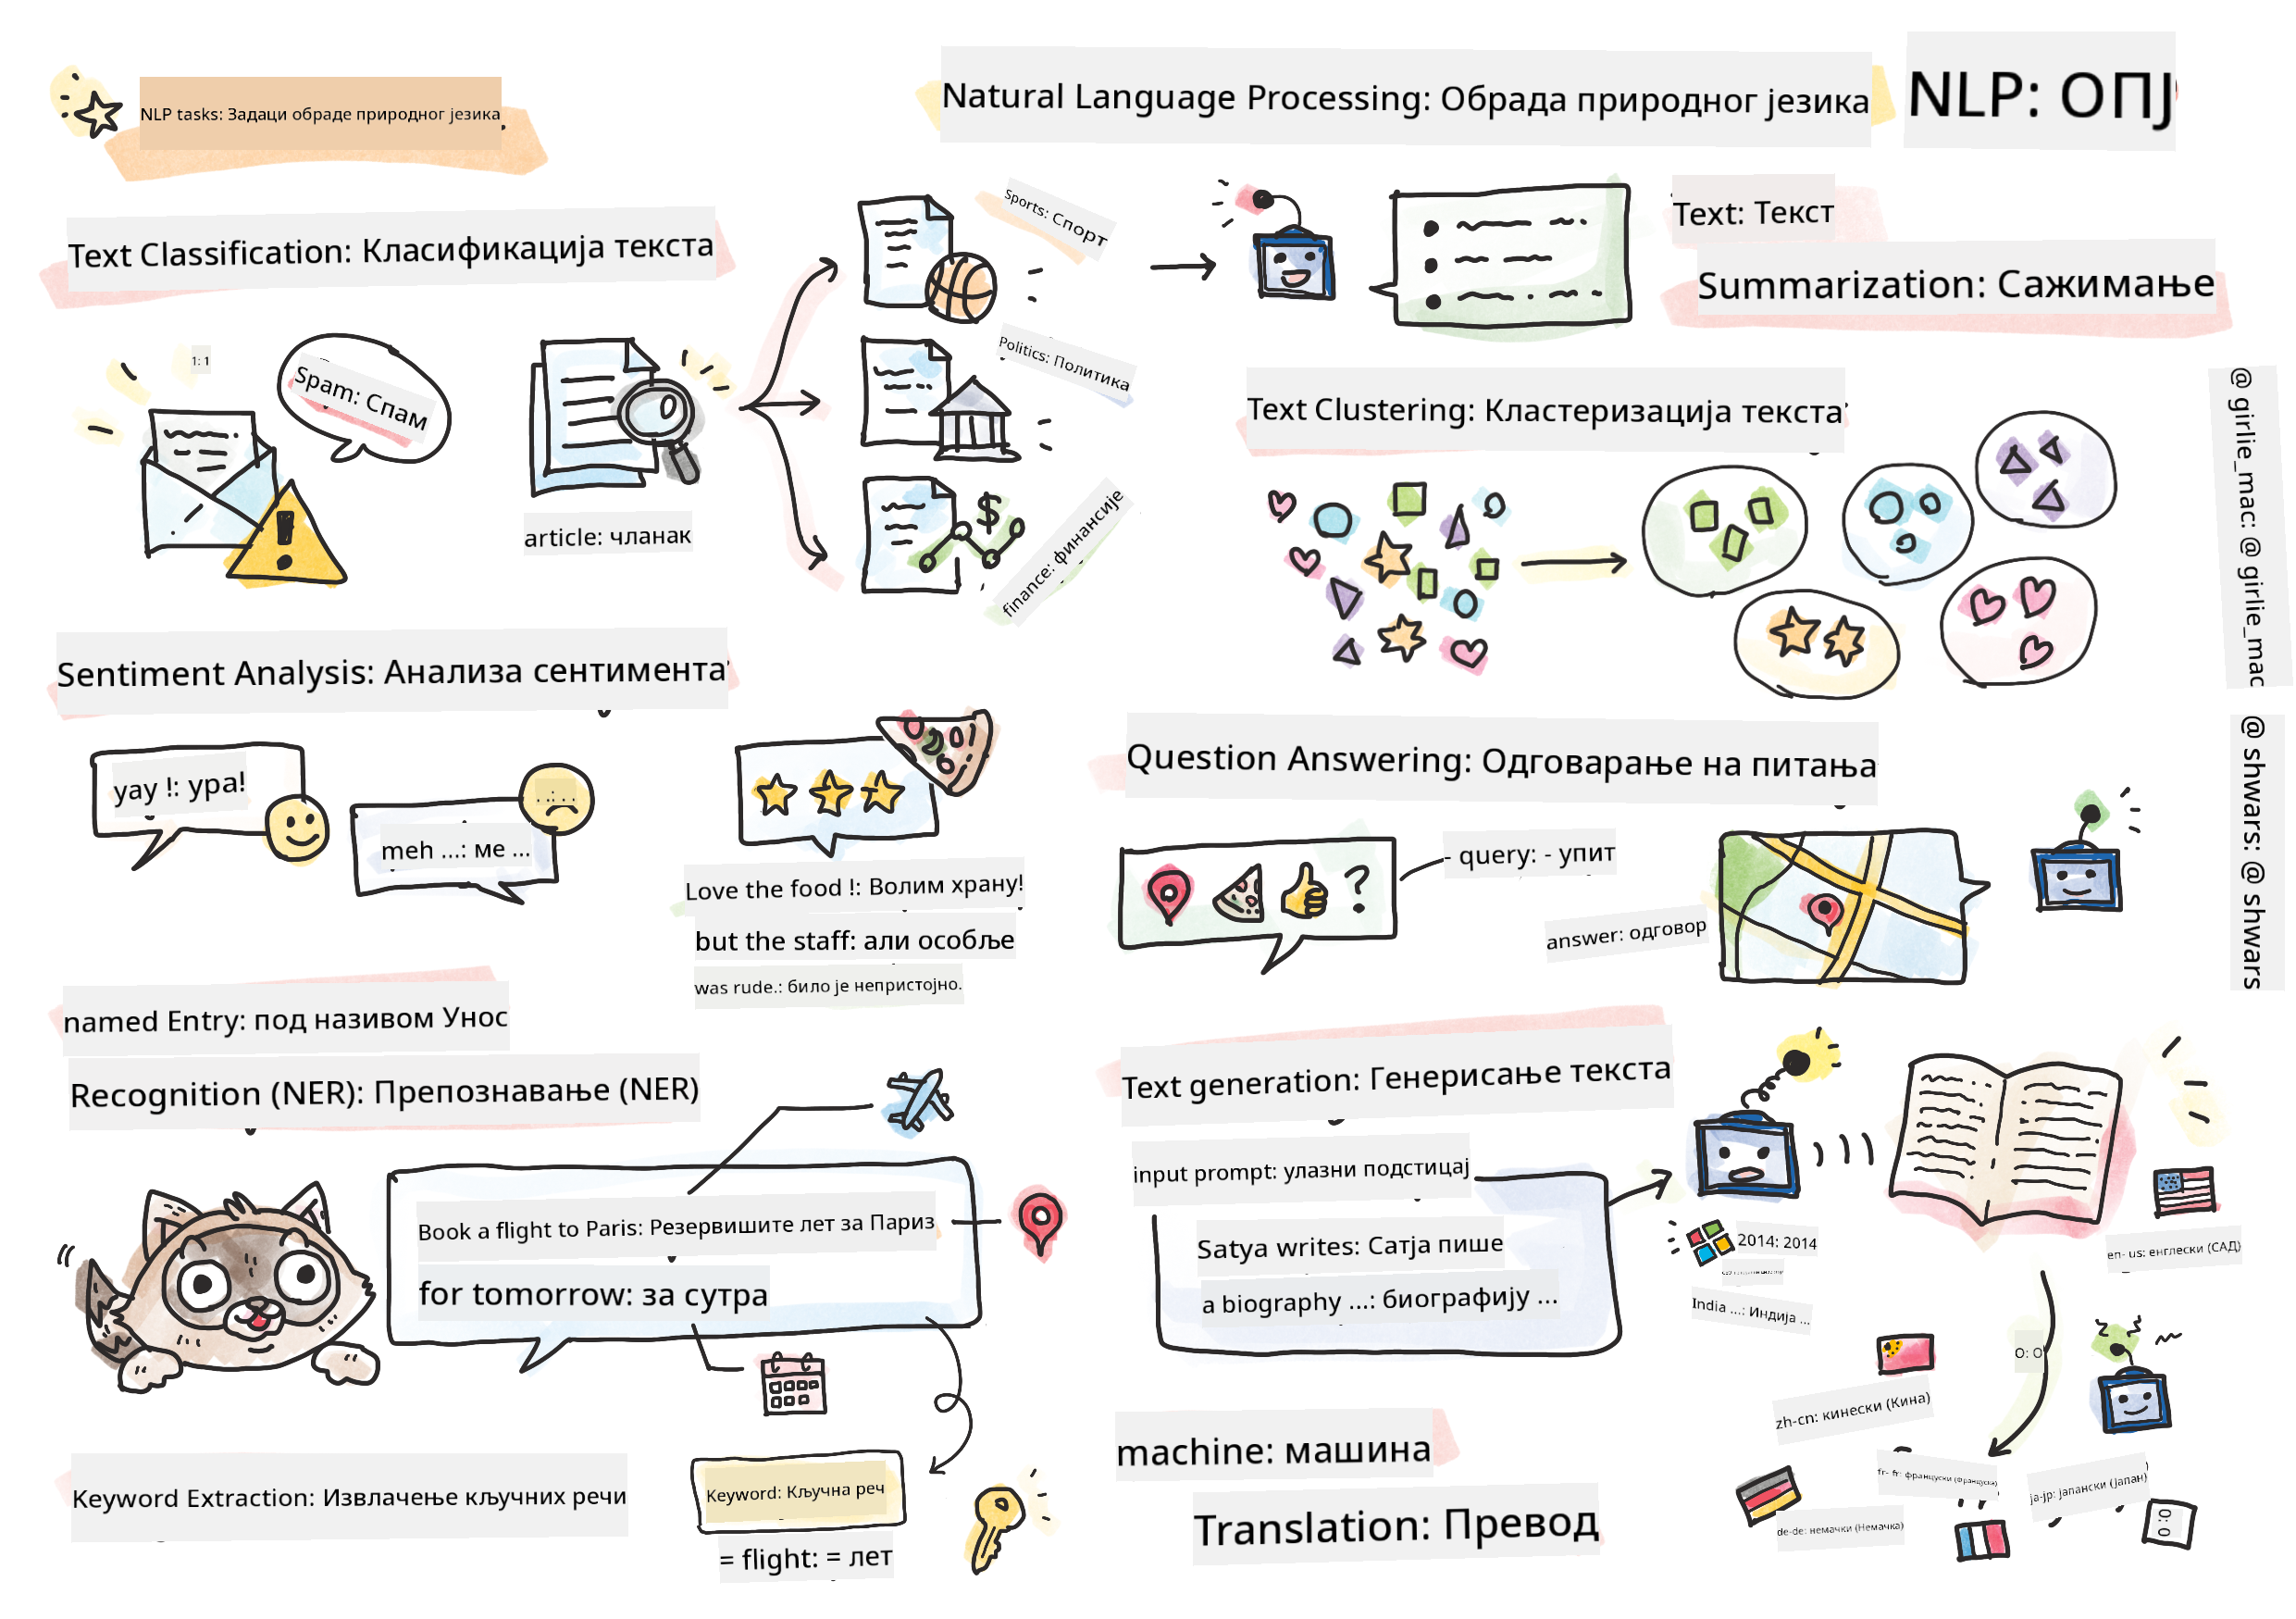 NLP tasks: Задаци обраде природног језика
Natural Language Processing: Обрада природног језика
NLP: ОПЈ
Text Classification: Класификација текста
1: 1
Spam: Спам
article: чланак
Sports: Спорт
Politics: Политика
finance: финансије
Text: Текст
Summarization: Сажимање
Text Clustering: Кластеризација текста
@ girlie_mac: @ girlie_mac
@ shwars: @ shwars
Sentiment Analysis: Анализа сентимента
yay !: ура!
meh ...: ме ...
Love the food !: Волим храну!
but the staff: али особље
was rude.: било је непристојно.
Question Answering: Одговарање на питања
- query: - упит
answer: одговор
named Entry: под називом Унос
Recognition (NER): Препознавање (NER)
Book a flight to Paris: Резервишите лет за Париз
for tomorrow: за сутра
Keyword Extraction: Извлачење кључних речи
Keyword: Кључна реч
= flight: = лет
Text generation: Генерисање текста
input prompt: улазни подстицај
Satya writes: Сатја пише
a biography ...: биографију ...
2014: 2014
India ...: Индија ...
machine: машина
Translation: Превод
en- us: енглески (САД)
O: O
zh-cn: кинески (Кина)
fr- fr: француски (Француска)
ja-jp: јапански (Јапан)
de-de: немачки (Немачка)
0: 0